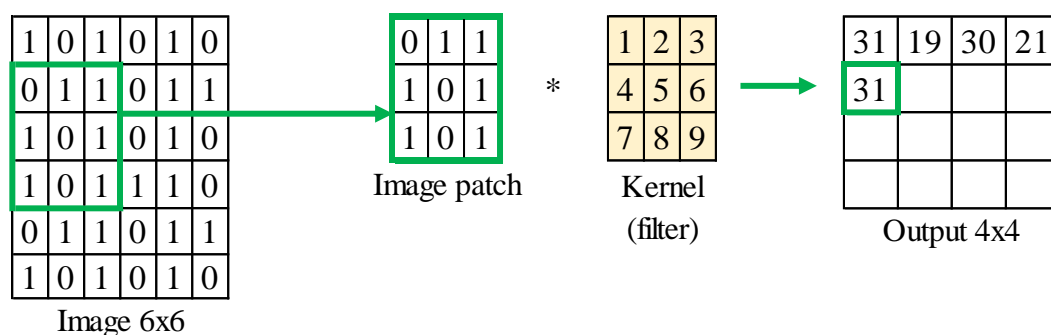 1 0 1 0 1 0
0 1 1 0 1 1
1 0 1 0 1 0
1 0 1 1 1 0
0 1 1 0 1 1
1 0 1 0 1 0
Image 6x6
0 1 1
1 0 1
1 0 1
Image patch
*
1 2 3
4 5 6
7 8 9
Kernel
(filter)
31 19 30 21
31
Output 4x4